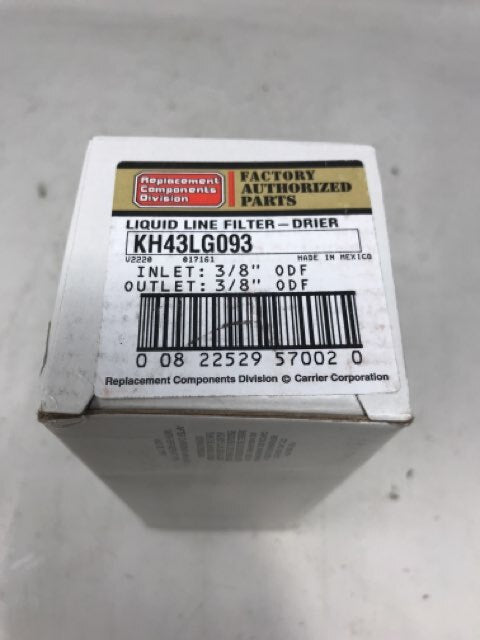 Replacement
Components
Division
FACTORY
AUTHORIZED
PARTS
LIQUID LINE FILTER-DRIER
KH43LG093
V2220 017161 MADE IN MEXICO
INLET: 3/8" ODF
OUTLET: 3/8" ODF
0 08 22529 57002 0
Replacement Components Division © Carrier Corporation